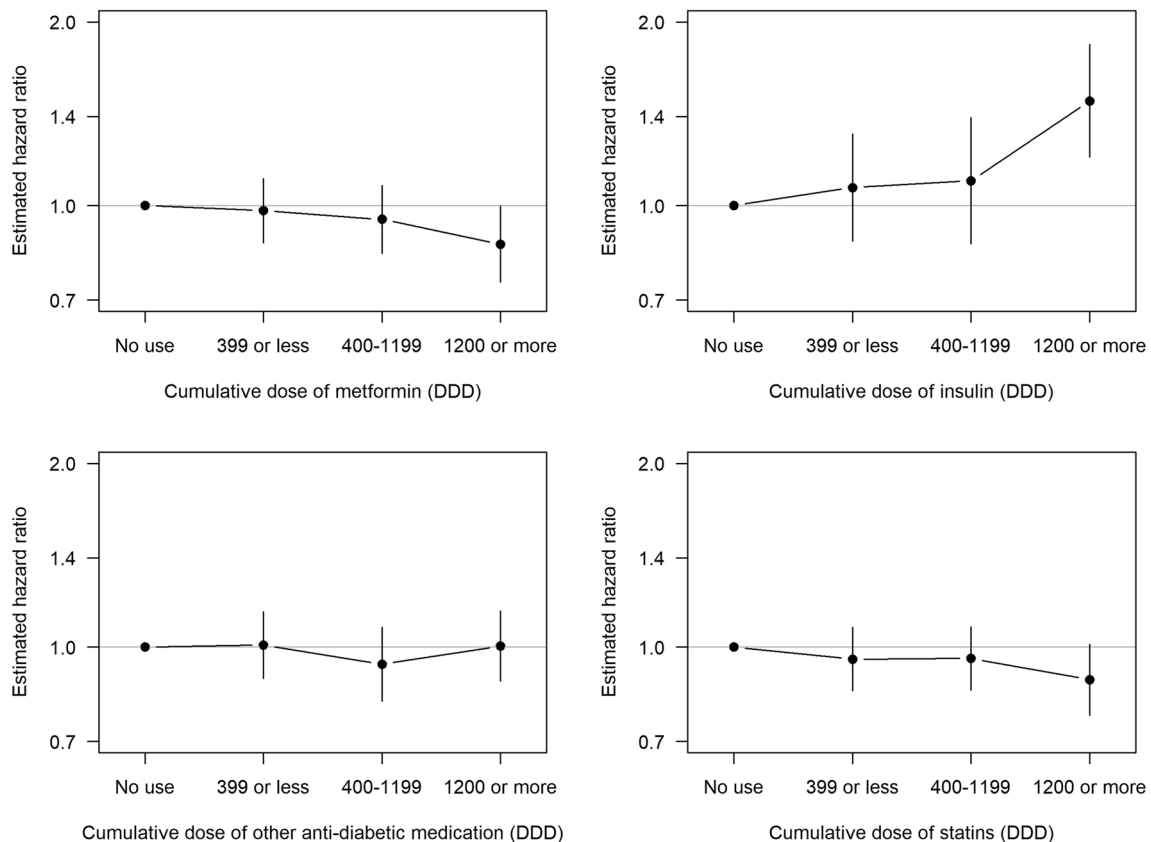 Estimated hazard ratio
2.0
1.4
1.0
0.7
No use 399 or less 400-1199 1200 or more
Cumulative dose of metformin (DDD)
Estimated hazard ratio
2.0
1.4
1.0
0.7
No use 399 or less 400-1199 1200 or more
Cumulative dose of insulin (DDD)
Estimated hazard ratio
2.0
1.4
1.0
0.7
No use 399 or less 400-1199 1200 or more
Cumulative dose of other anti-diabetic medication (DDD)
Estimated hazard ratio
2.0
1.4
1.0
0.7
No use 399 or less 400-1199 1200 or more
Cumulative dose of statins (DDD)